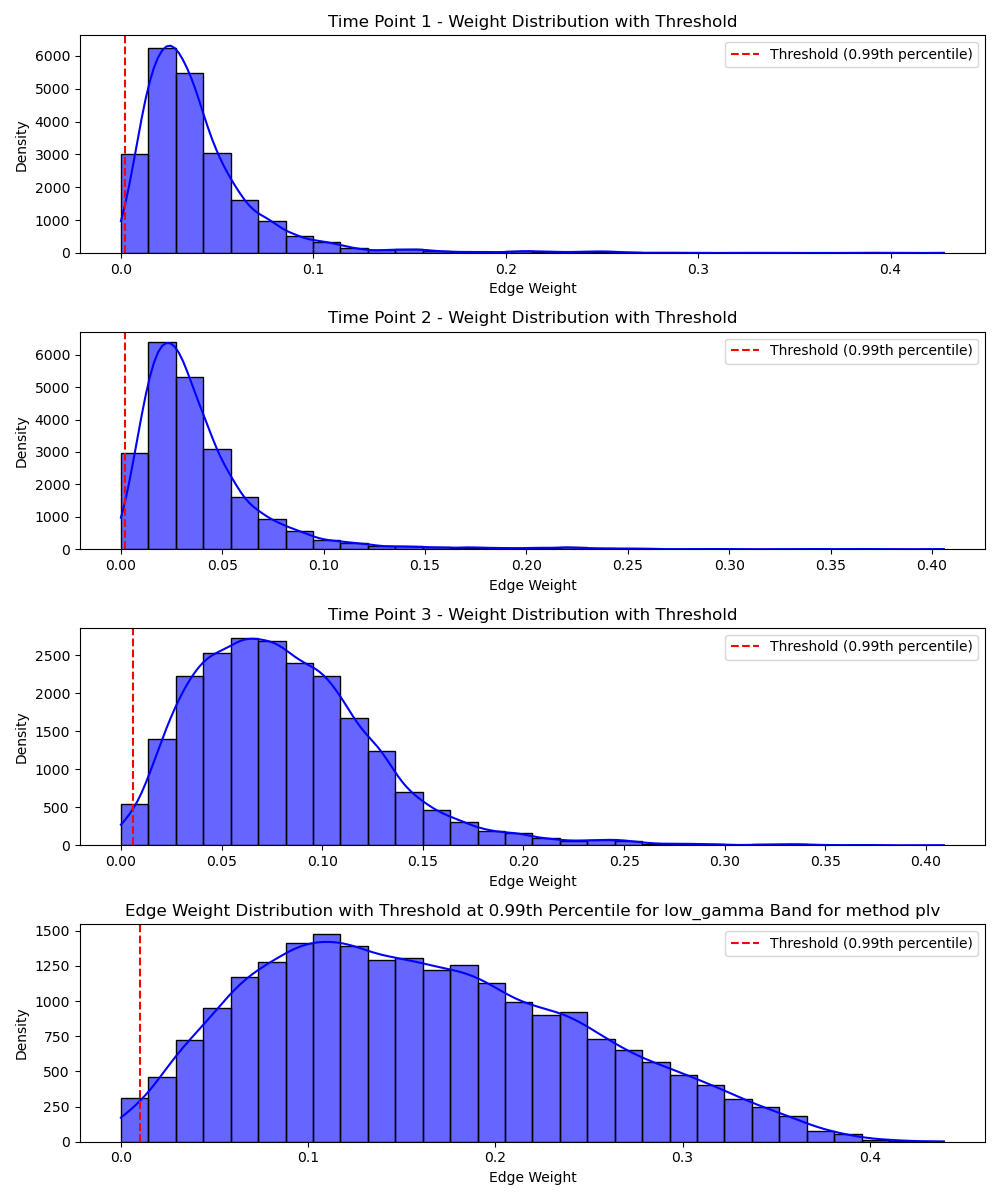 Time Point 1 - Weight Distribution with Threshold
Threshold (0.99th percentile)
Density
6000
5000
4000
3000
2000
1000
0
0.0 0.1 0.2 0.3 0.4
Edge Weight
Time Point 2 - Weight Distribution with Threshold
Threshold (0.99th percentile)
Density
6000
5000
4000
3000
2000
1000
0
0.00 0.05 0.10 0.15 0.20 0.25 0.30 0.35 0.40
Edge Weight
Time Point 3 - Weight Distribution with Threshold
Threshold (0.99th percentile)
Density
2500
2000
1500
1000
500
0
0.00 0.05 0.10 0.15 0.20 0.25 0.30 0.35 0.40
Edge Weight
Edge Weight Distribution with Threshold at 0.99th Percentile for low_gamma Band for method plv
Threshold (0.99th percentile)
Density
1500
1250
1000
750
500
250
0
0.0 0.1 0.2 0.3 0.4
Edge Weight